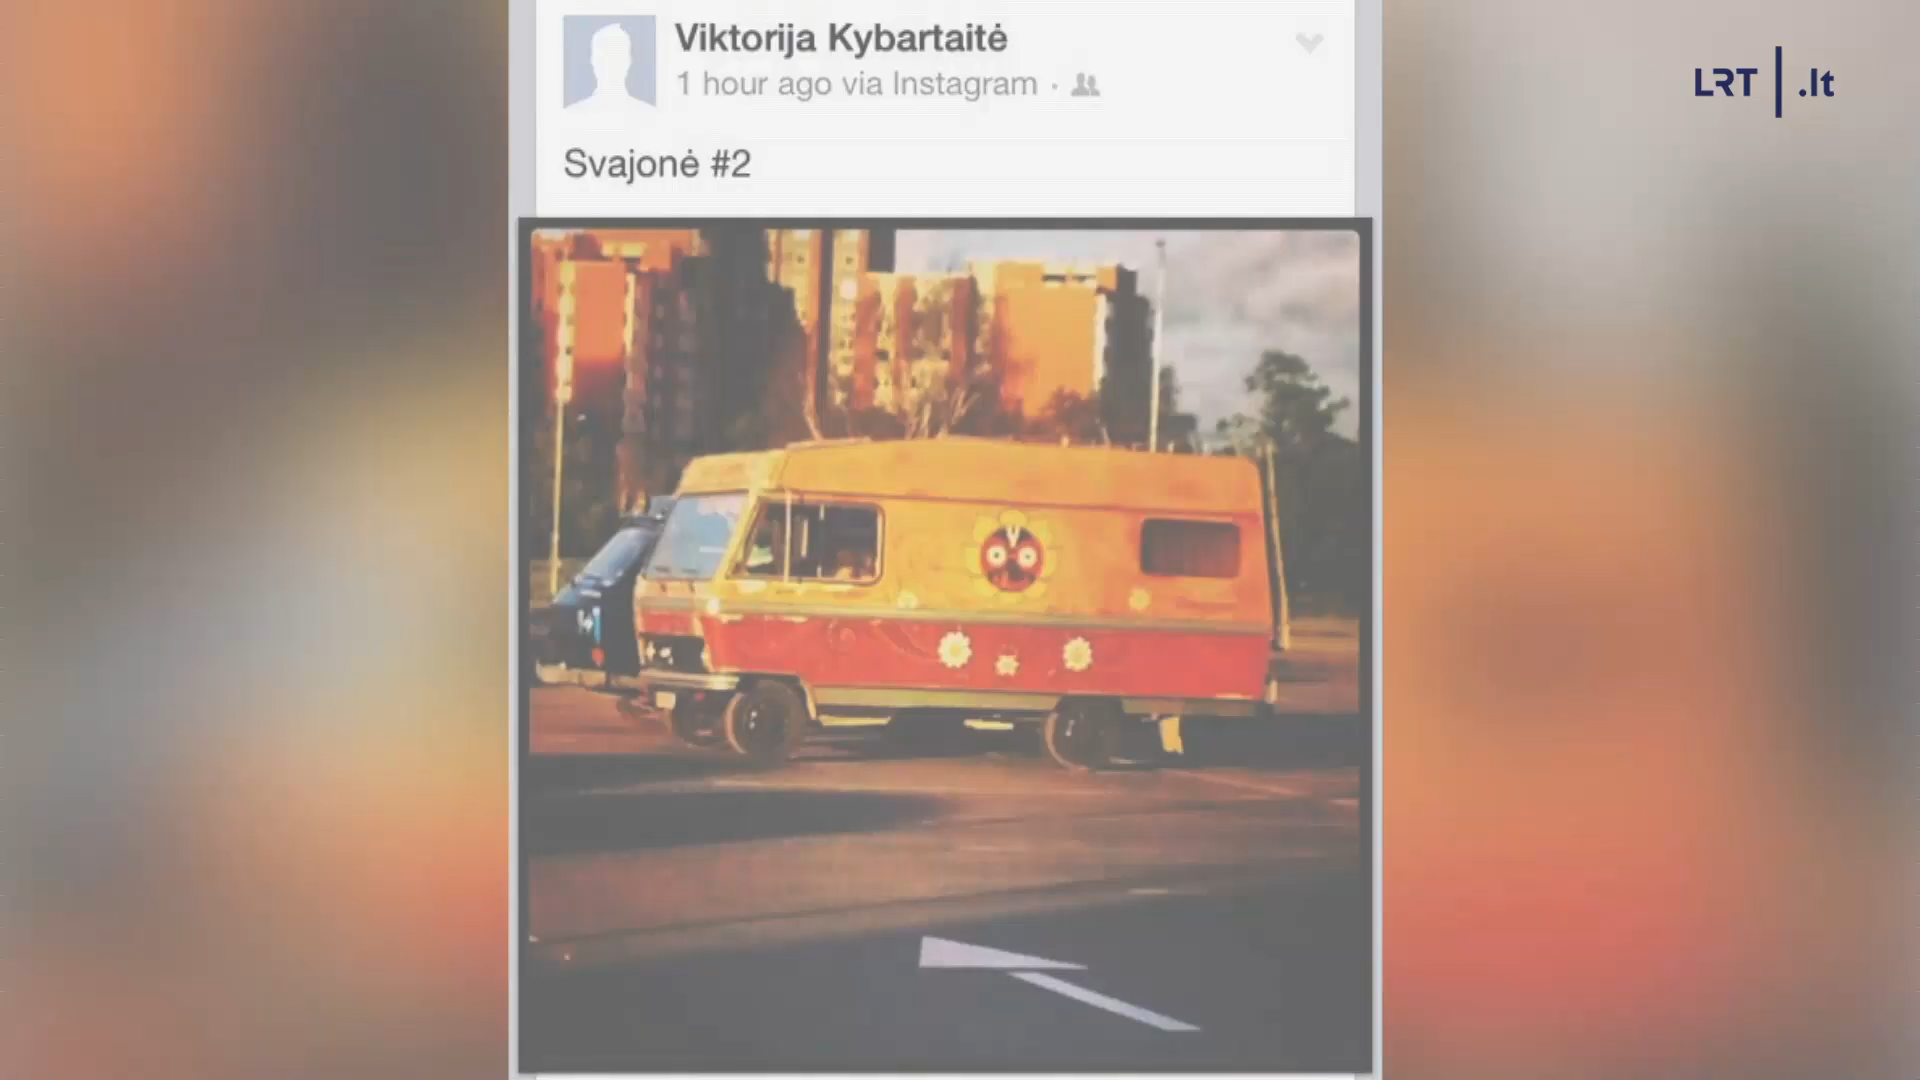 Viktorija Kybartaitė
1 hour ago via Instagram ·
Svajonė #2
LRT | .lt